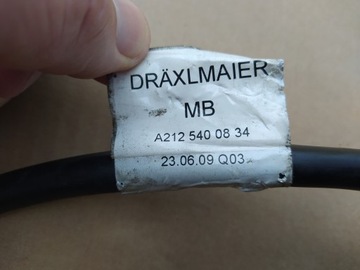 DRÄXLMAIER
MB
A212 540 08 34
23.06.09 Q03